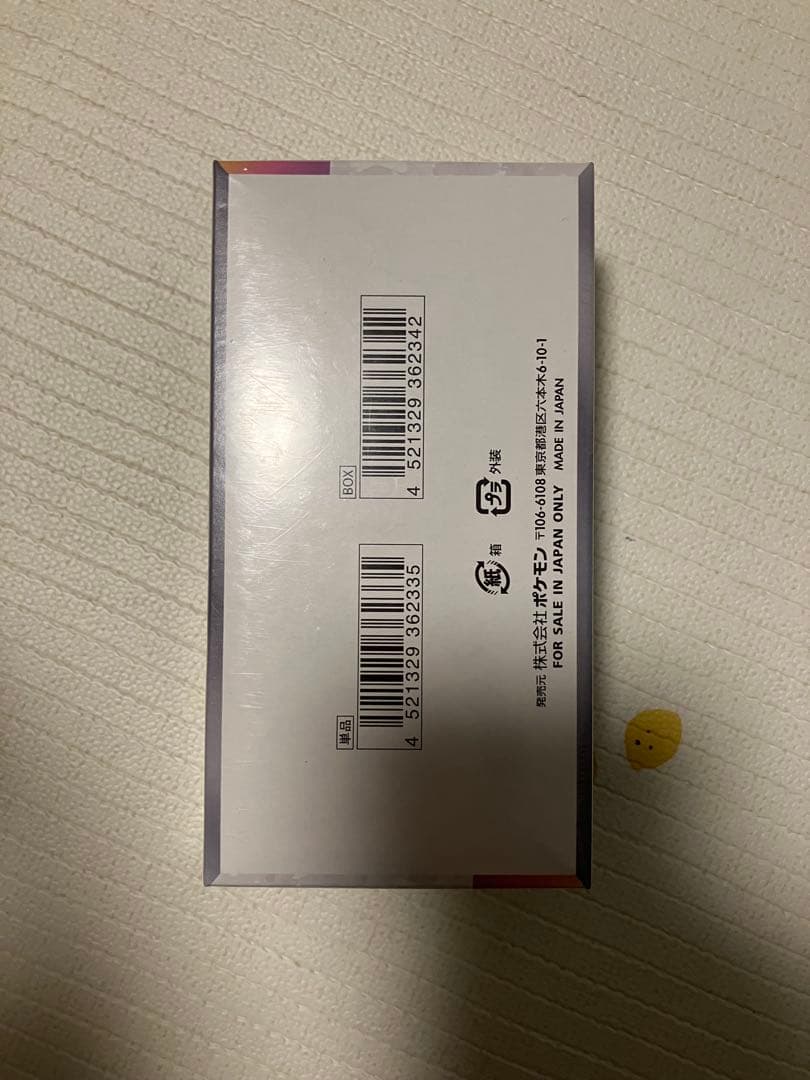 単品
4 521329 362335
BOX
4 521329 362342
紙 箱
プラ 外装
発売元 株式会社 ポケモン 〒106-6108 東京都港区六本木6-10-1
FOR SALE IN JAPAN ONLY MADE IN JAPAN